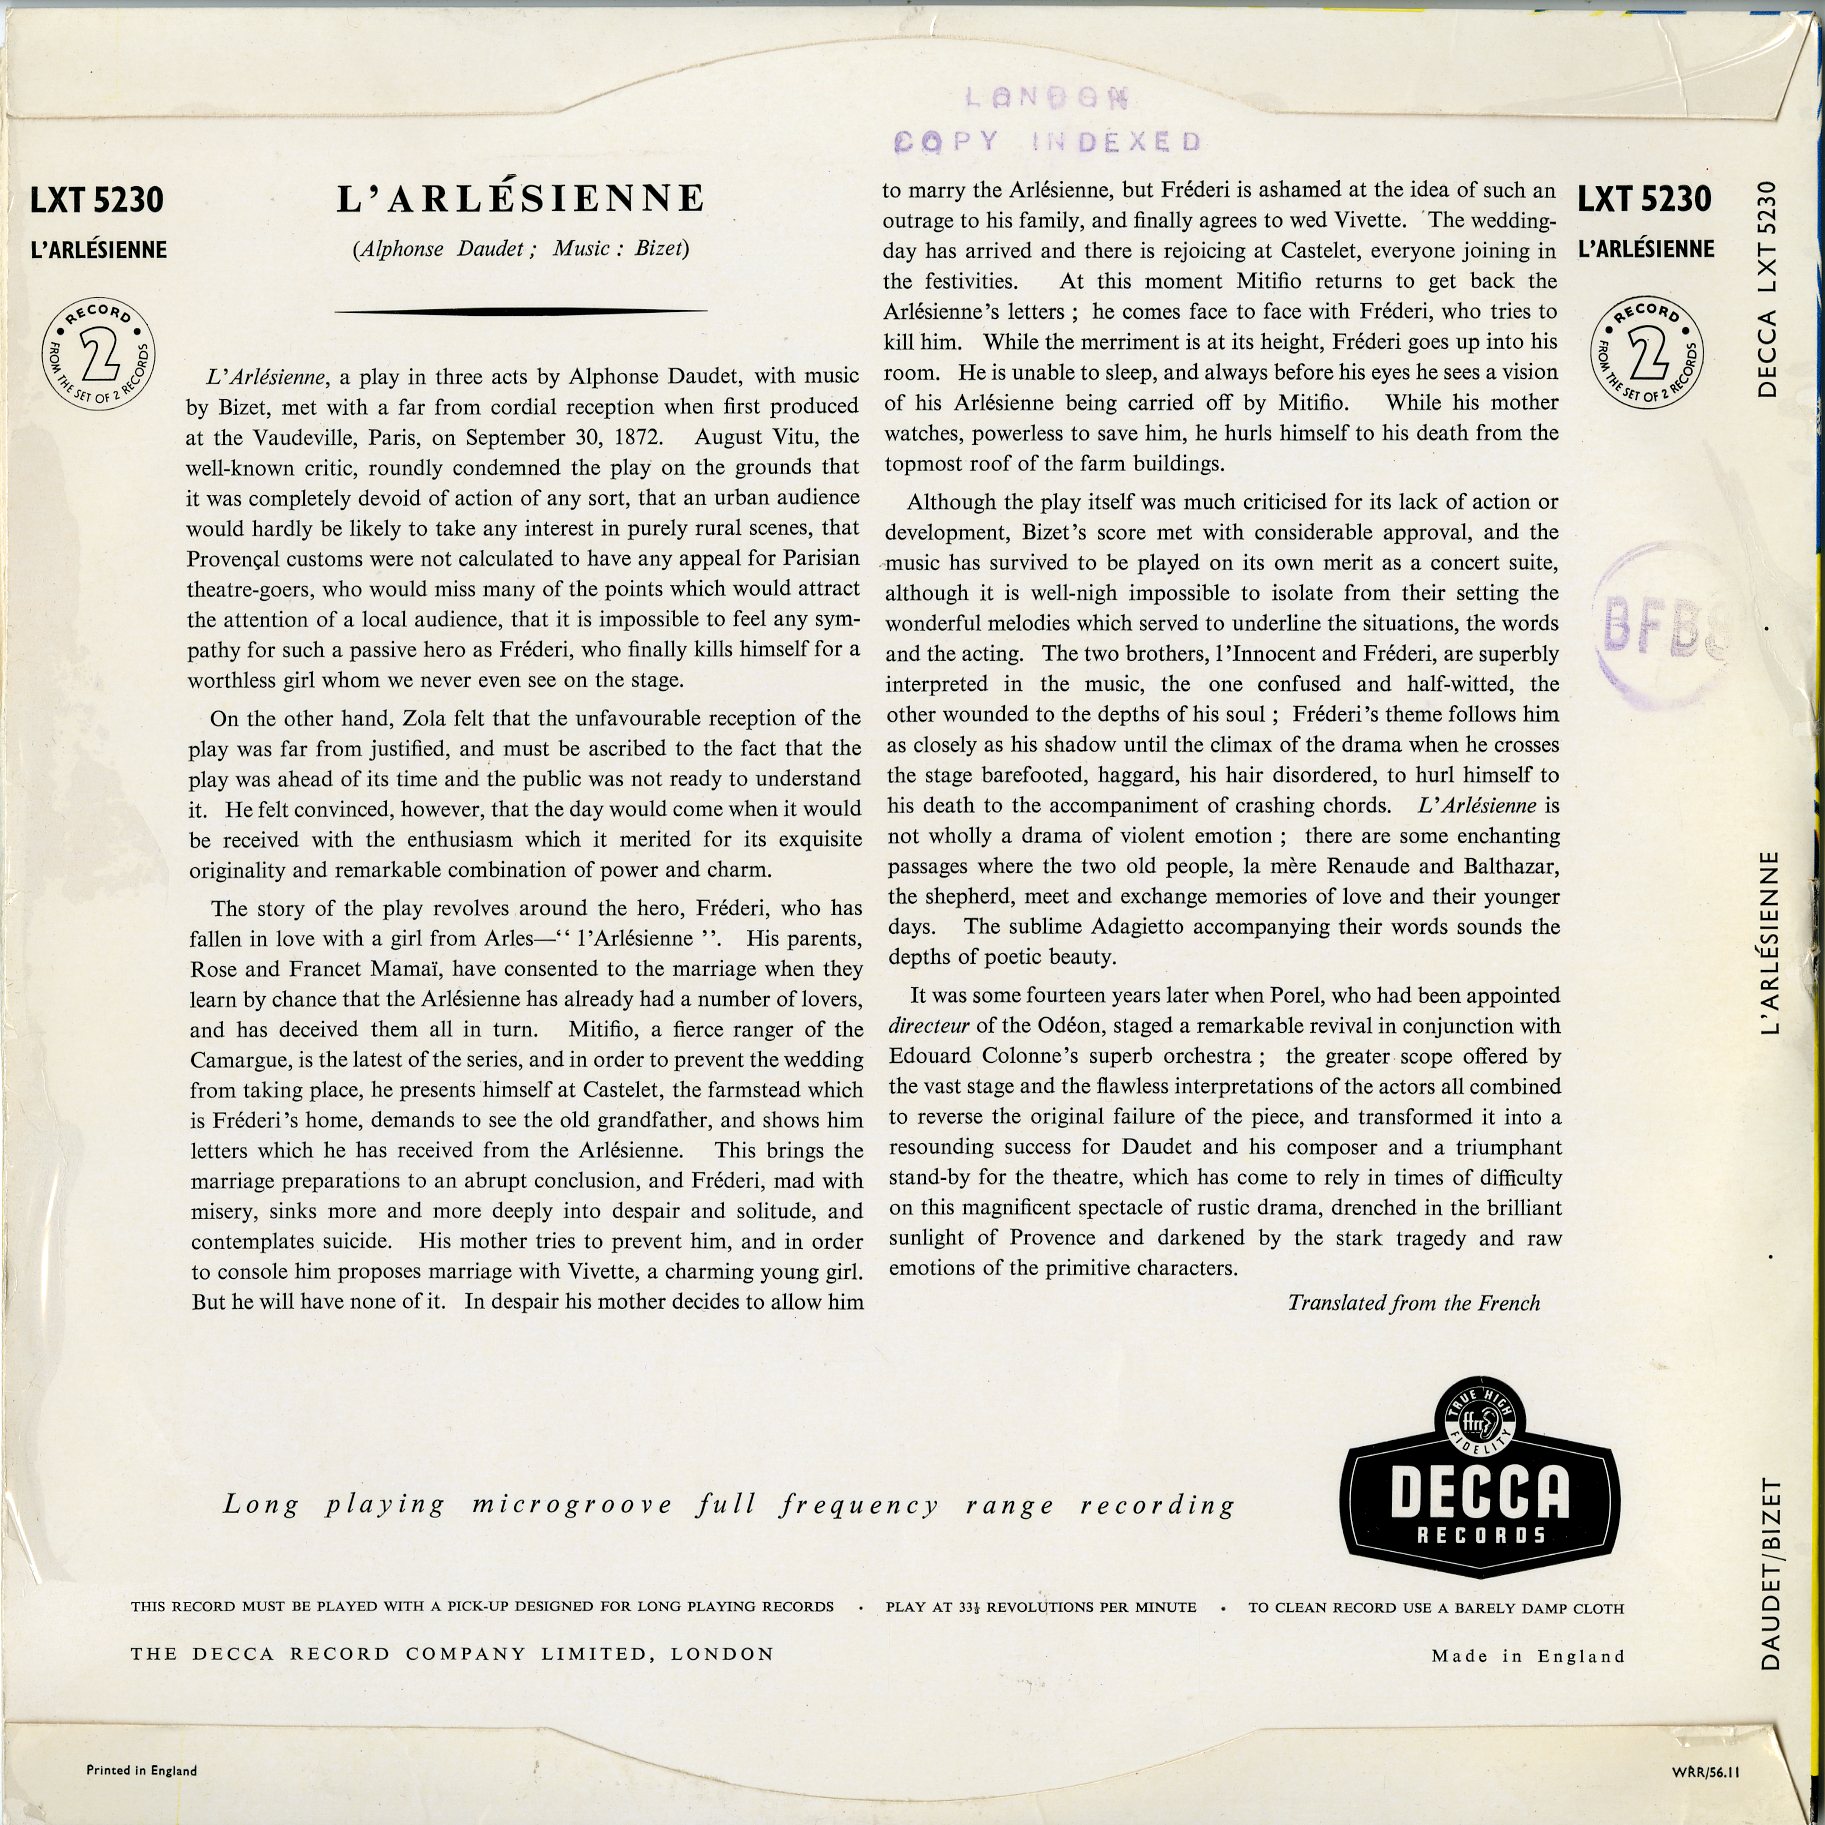 LONDON
COPY INDEXED
LXT 5230
L'ARLÉSIENNE
RECORD
2
FROM THE SET OF 2 RECORDS
L'ARLÉSIENNE
(Alphonse Daudet ; Music : Bizet)
L'Arlésienne, a play in three acts by Alphonse Daudet, with music
by Bizet, met with a far from cordial reception when first produced
at the Vaudeville, Paris, on September 30, 1872. August Vitu, the
well-known critic, roundly condemned the play on the grounds that
it was completely devoid of action of any sort, that an urban audience
would hardly be likely to take any interest in purely rural scenes, that
Provençal customs were not calculated to have any appeal for Parisian
theatre-goers, who would miss many of the points which would attract
the attention of a local audience, that it is impossible to feel any sym-
pathy for such a passive hero as Fréderi, who finally kills himself for a
worthless girl whom we never even see on the stage.
On the other hand, Zola felt that the unfavourable reception of the
play was far from justified, and must be ascribed to the fact that the
play was ahead of its time and the public was not ready to understand
it. He felt convinced, however, that the day would come when it would
be received with the enthusiasm which it merited for its exquisite
originality and remarkable combination of power and charm.
The story of the play revolves around the hero, Fréderi, who has
fallen in love with a girl from Arles—“ l'Arlésienne ”. His parents,
Rose and Francet Mamaï, have consented to the marriage when they
learn by chance that the Arlésienne has already had a number of lovers,
and has deceived them all in turn. Mitifio, a fierce ranger of the
Camargue, is the latest of the series, and in order to prevent the wedding
from taking place, he presents himself at Castelet, the farmstead which
is Fréderi's home, demands to see the old grandfather, and shows him
letters which he has received from the Arlésienne. This brings the
marriage preparations to an abrupt conclusion, and Fréderi, mad with
misery, sinks more and more deeply into despair and solitude, and
contemplates suicide. His mother tries to prevent him, and in order
to console him proposes marriage with Vivette, a charming young girl.
But he will have none of it. In despair his mother decides to allow him
to marry the Arlésienne, but Fréderi is ashamed at the idea of such an
outrage to his family, and finally agrees to wed Vivette. The wedding-
day has arrived and there is rejoicing at Castelet, everyone joining in
the festivities. At this moment Mitifio returns to get back the
Arlésienne's letters ; he comes face to face with Fréderi, who tries to
kill him. While the merriment is at its height, Fréderi goes up into his
room. He is unable to sleep, and always before his eyes he sees a vision
of his Arlésienne being carried off by Mitifio. While his mother
watches, powerless to save him, he hurls himself to his death from the
topmost roof of the farm buildings.
Although the play itself was much criticised for its lack of action or
development, Bizet's score met with considerable approval, and the
music has survived to be played on its own merit as a concert suite,
although it is well-nigh impossible to isolate from their setting the
wonderful melodies which served to underline the situations, the words
and the acting. The two brothers, l'Innocent and Fréderi, are superbly
interpreted in the music, the one confused and half-witted, the
other wounded to the depths of his soul ; Fréderi's theme follows him
as closely as his shadow until the climax of the drama when he crosses
the stage barefooted, haggard, his hair disordered, to hurl himself to
his death to the accompaniment of crashing chords. L'Arlésienne is
not wholly a drama of violent emotion ; there are some enchanting
passages where the two old people, la mère Renaude and Balthazar,
the shepherd, meet and exchange memories of love and their younger
days. The sublime Adagietto accompanying their words sounds the
depths of poetic beauty.
It was some fourteen years later when Porel, who had been appointed
directeur of the Odéon, staged a remarkable revival in conjunction with
Edouard Colonne's superb orchestra ; the greater scope offered by
the vast stage and the flawless interpretations of the actors all combined
to reverse the original failure of the piece, and transformed it into a
resounding success for Daudet and his composer and a triumphant
stand-by for the theatre, which has come to rely in times of difficulty
on this magnificent spectacle of rustic drama, drenched in the brilliant
sunlight of Provence and darkened by the stark tragedy and raw
emotions of the primitive characters.
Translated from the French
LXT 5230
L'ARLÉSIENNE
RECORD
2
FROM THE SET OF 2 RECORDS
BFBS
DECCA LXT 5230
L'ARLÉSIENNE
DAUDET/BIZET
Long playing microgroove full frequency range recording
TRUE HIGH
ffrr
FIDELITY
DECCA
RECORDS
THIS RECORD MUST BE PLAYED WITH A PICK-UP DESIGNED FOR LONG PLAYING RECORDS • PLAY AT 33⅓ REVOLUTIONS PER MINUTE • TO CLEAN RECORD USE A BARELY DAMP CLOTH
THE DECCA RECORD COMPANY LIMITED, LONDON
Made in England
Printed in England
WRR/56.11